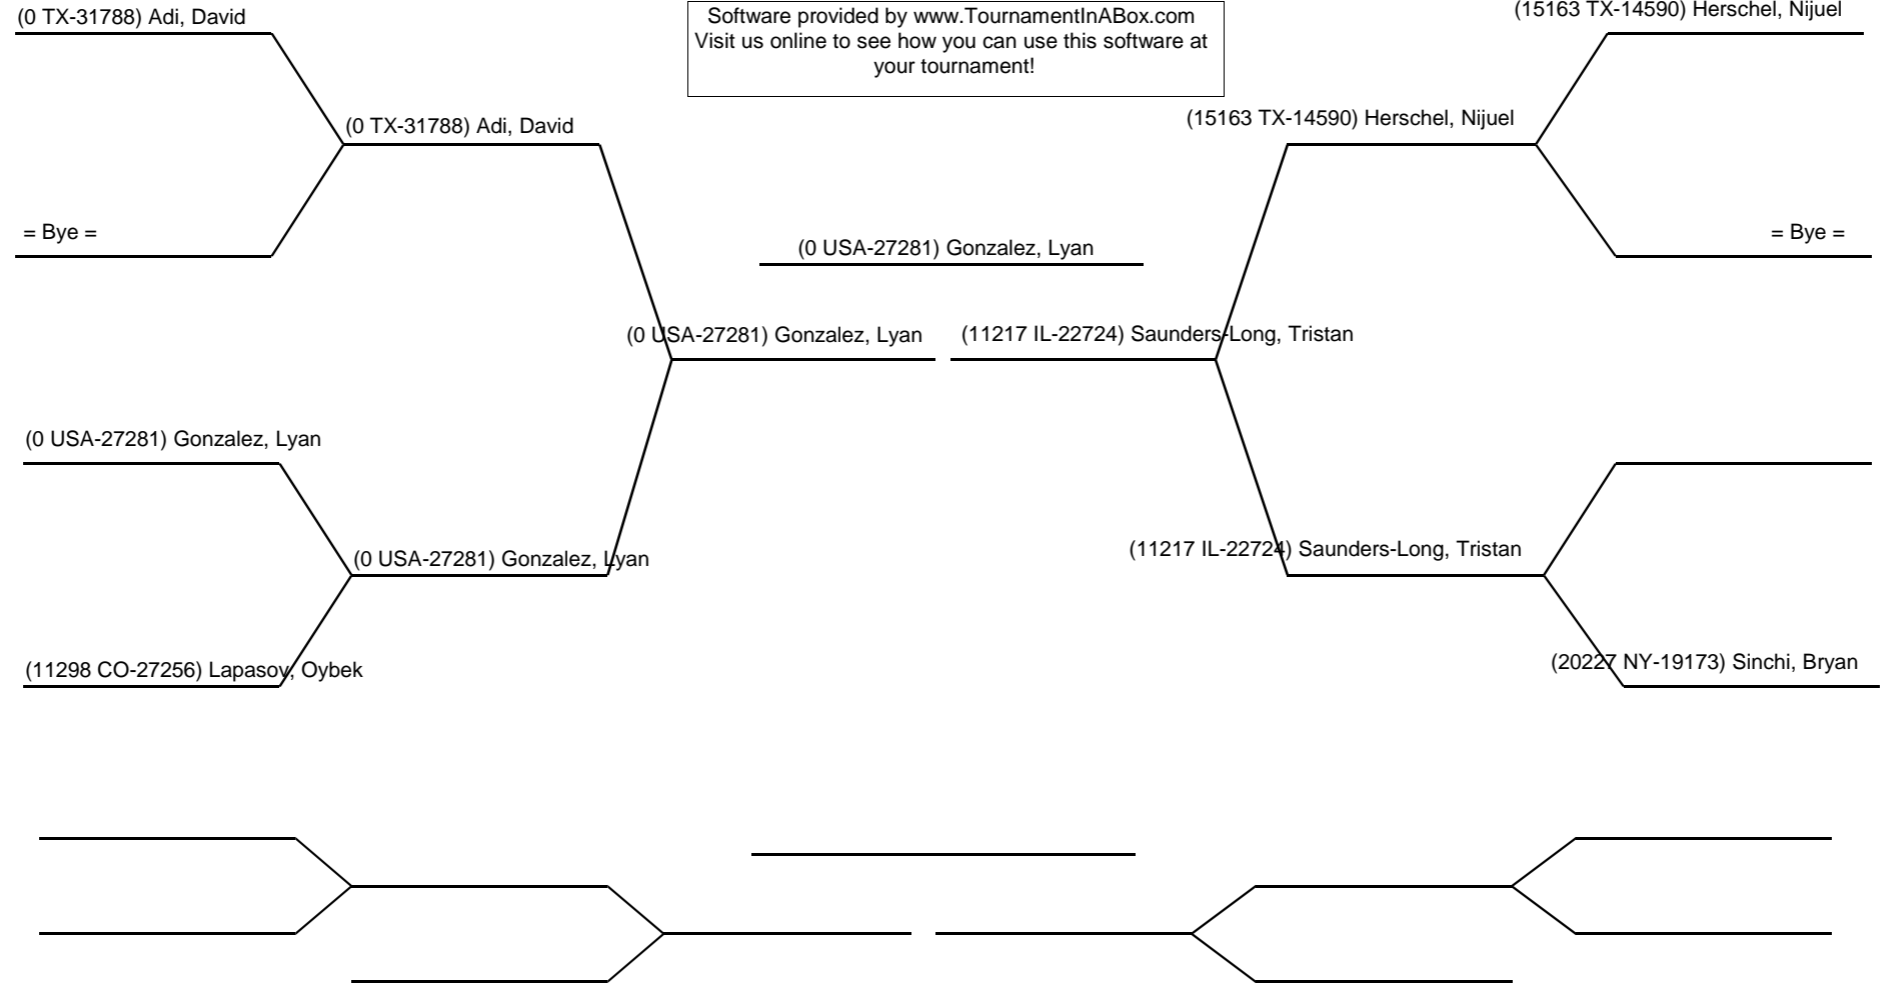 (0 TX-31788) Adi, David
Software provided by www.TournamentInABox.com
Visit us online to see how you can use this software at
your tournament!
(15163 TX-14590) Herschel, Nijuel
(0 TX-31788) Adi, David
(15163 TX-14590) Herschel, Nijuel
= Bye =
(0 USA-27281) Gonzalez, Lyan
= Bye =
(0 USA-27281) Gonzalez, Lyan
(11217 IL-22724) Saunders-Long, Tristan
(0 USA-27281) Gonzalez, Lyan
(0 USA-27281) Gonzalez, Lyan
(11217 IL-22724) Saunders-Long, Tristan
(11298 CO-27256) Lapasov, Oybek
(20227 NY-19173) Sinchi, Bryan